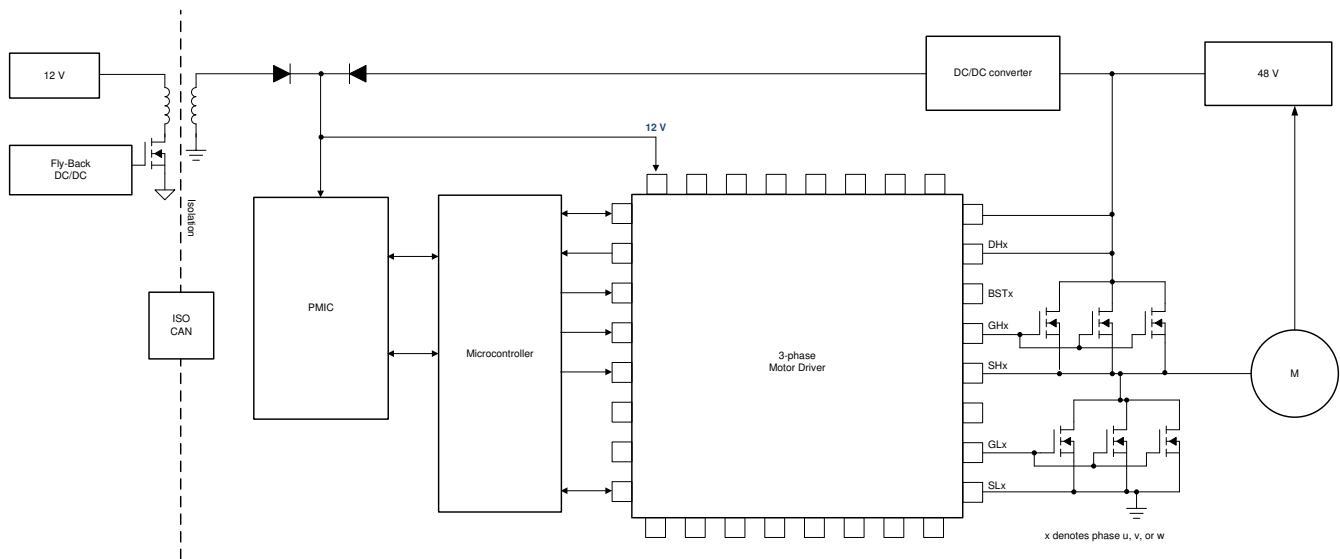 12 V
DC/DC converter
48 V
12 V
Fly-Back
DC/DC
Isolation
DHx
BSTx
PMIC
ISO
CAN
GHx
Microcontroller
3-phase
Motor Driver
SHx
M
GLx
SLx
x denotes phase u, v, or w